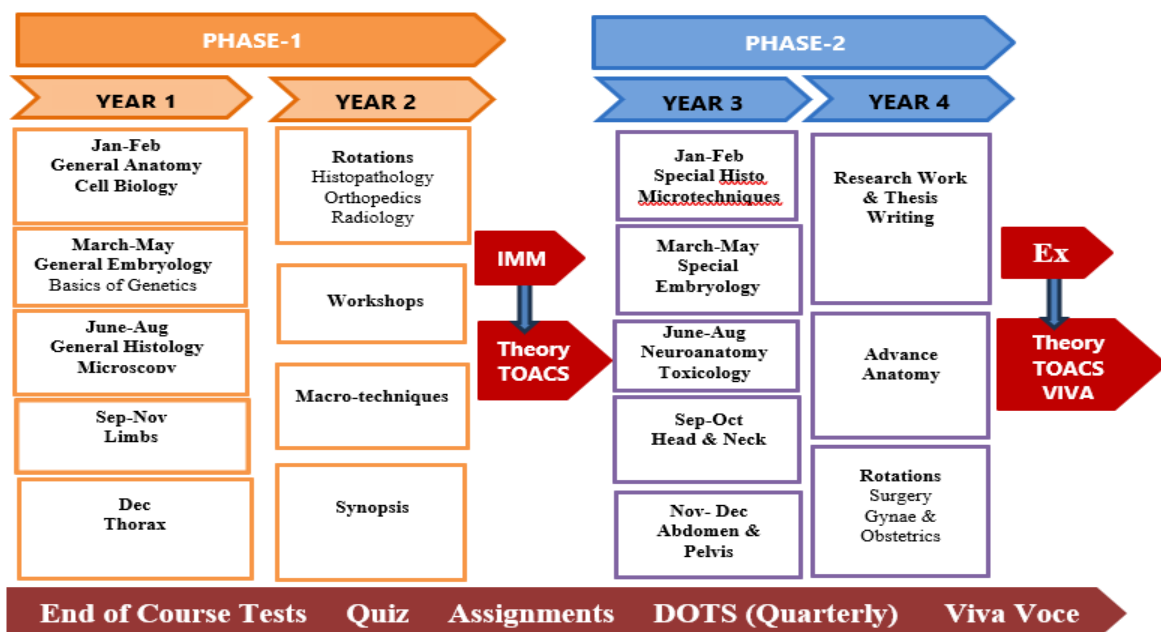 PHASE-1
YEAR 1
Jan-Feb
General Anatomy
Cell Biology
March-May
General Embryology
Basics of Genetics
June-Aug
General Histology
Microscopy
Sep-Nov
Limbs
Dec
Thorax
YEAR 2
Rotations
Histopathology
Orthopedics
Radiology
Workshops
Macro-techniques
Synopsis
IMM
Theory
TOACS
PHASE-2
YEAR 3
Jan-Feb
Special Histo
Microtechniques
March-May
Special
Embryology
June-Aug
Neuroanatomy
Toxicology
Sep-Oct
Head & Neck
Nov- Dec
Abdomen &
Pelvis
YEAR 4
Research Work
& Thesis
Writing
Advance
Anatomy
Rotations
Surgery
Gynae &
Obstetrics
Ex
Theory
TOACS
VIVA
End of Course Tests Quiz Assignments DOTS (Quarterly) Viva Voce